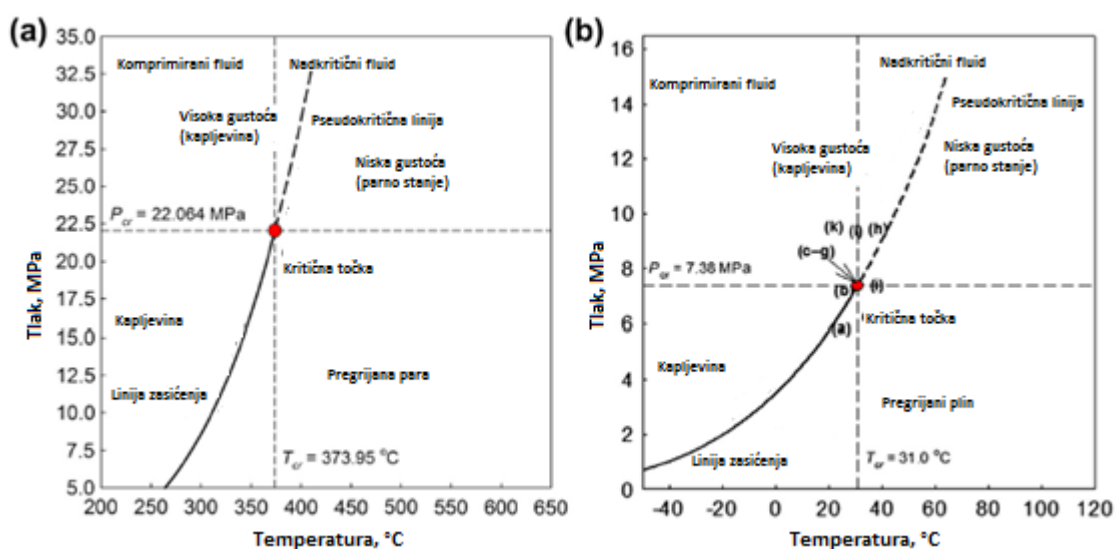 (a)
35.0
32.5
30.0
27.5
25.0
22.5
20.0
17.5
15.0
12.5
10.0
7.5
5.0
Tlak, MPa
Komprimirani fluid
Nadkritični fluid
Visoka gustoća
(kapljevina)
Pseudokritična linija
Niska gustoća
(parno stanje)
Pcr = 22.064 MPa
Kritična točka
Kapljevina
Linija zasićenja
Pregrijana para
Tcr = 373.95 °C
200 250 300 350 400 450 500 550 600 650
Temperatura, °C
(b)
16
14
12
10
8
6
4
2
0
Tlak, MPa
Komprimirani fluid
Nadkritični fluid
Pseudokritična linija
Visoka gustoća
(kapljevina)
Niska gustoća
(parno stanje)
(k)
(h)
(c–g)
Pcr = 7.38 MPa
(b)
(i)
(a)
Kritična točka
Kapljevina
Pregrijani plin
Linija zasićenja
Tcr = 31.0 °C
-40 -20 0 20 40 60 80 100 120
Temperatura, °C